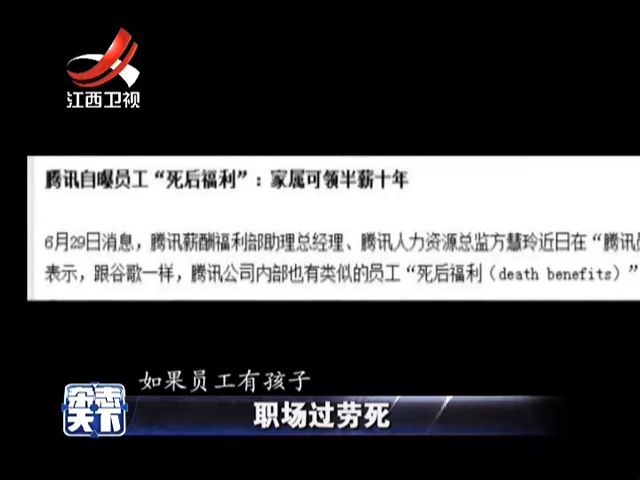 江西卫视
腾讯自曝员工“死后福利”：家属可领半薪十年
6月29日消息，腾讯薪酬福利部助理总经理、腾讯人力资源总监方慧玲近日在“腾讯员
表示，跟谷歌一样，腾讯公司内部也有类似的员工“死后福利（death benefits）”
如果员工有孩子
杂志天下
职场过劳死